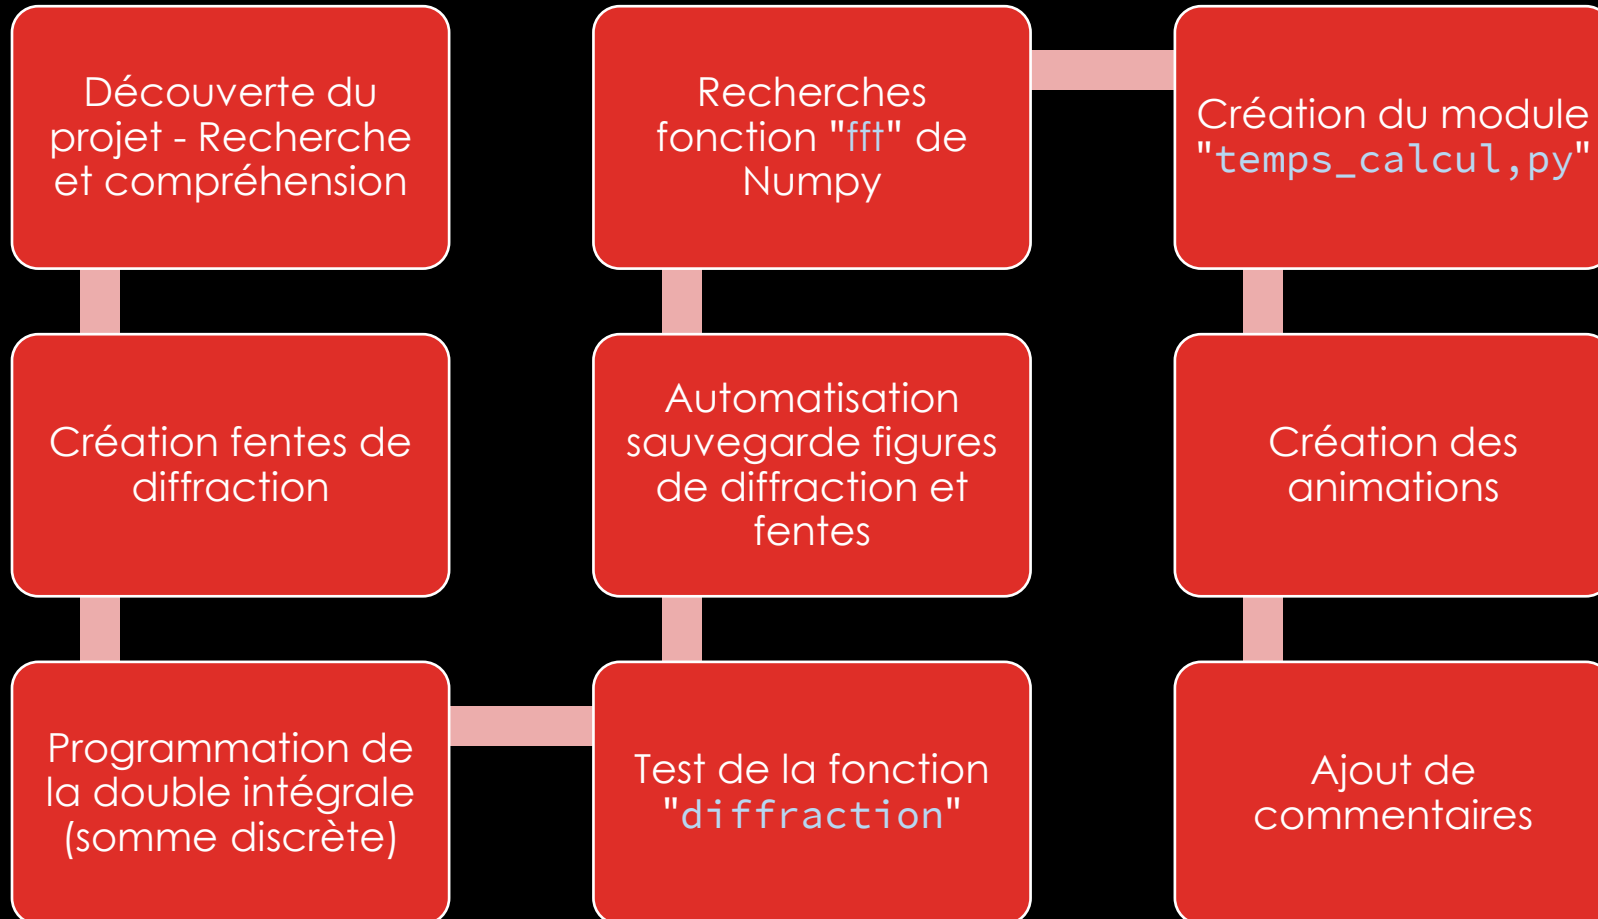 Découverte du
projet - Recherche
et compréhension
Création fentes de
diffraction
Programmation de
la double intégrale
(somme discrète)
Test de la fonction
"diffraction"
Automatisation
sauvegarde figures
de diffraction et
fentes
Recherches
fonction "fft" de
Numpy
Création du module
"temps_calcul,py"
Création des
animations
Ajout de
commentaires